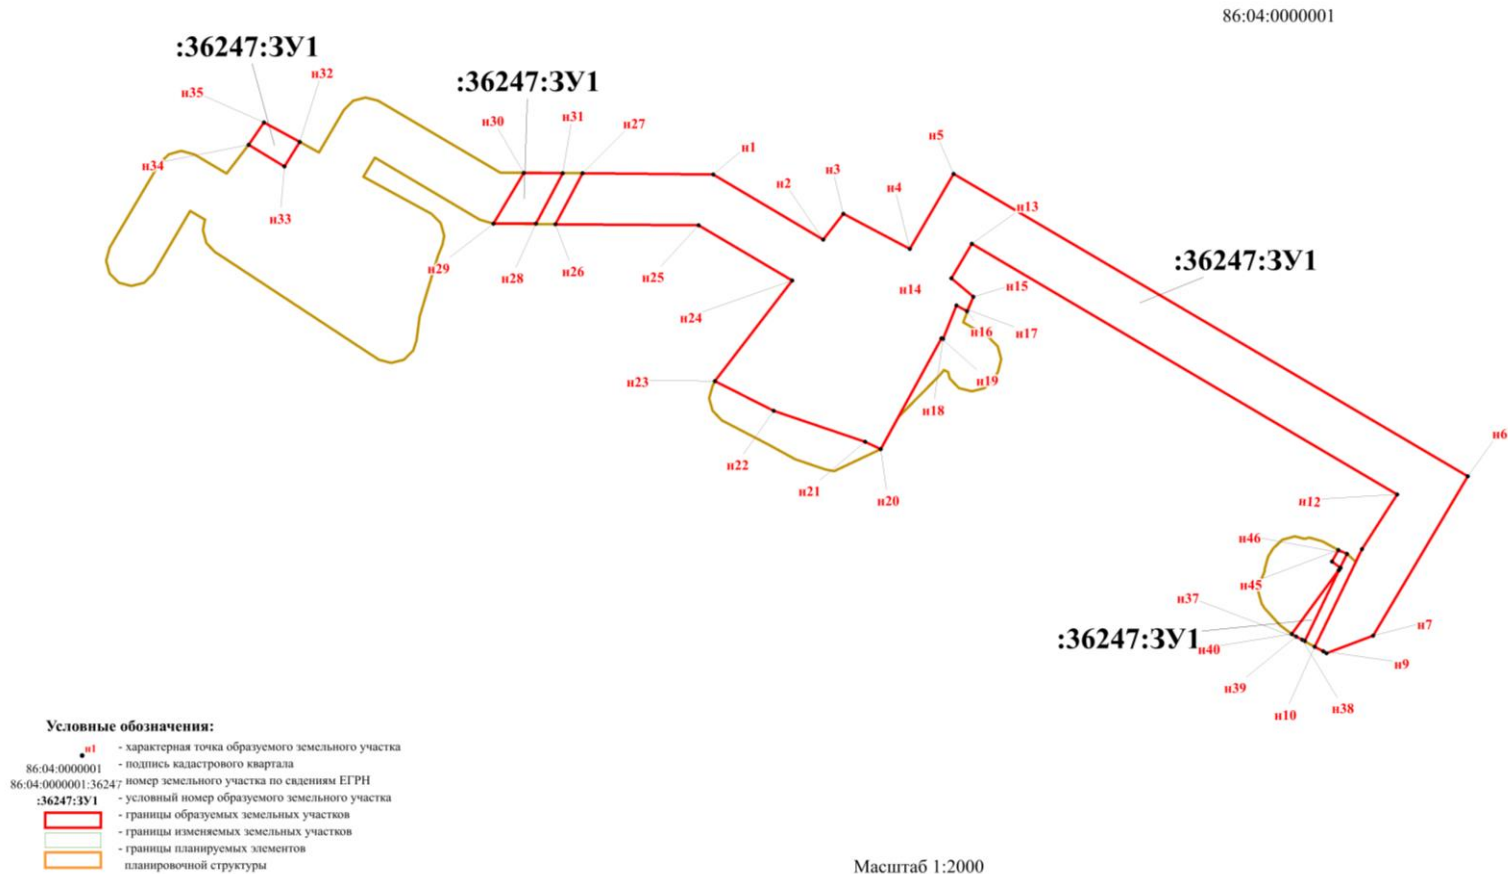 86:04:0000001
:36247:ЗУ1
н32
н35
н34
н33
:36247:ЗУ1
н30
н31
н27
н29
н28
н26
н1
н2
н3
н4
н5
н13
:36247:ЗУ1
н14
н15
н16
н17
н25
н24
н19
н18
н23
н22
н21
н20
н6
н12
н46
н45
н37
:36247:ЗУ1
н40
н7
н9
н39
н10
н38
Условные обозначения:
н1 - характерная точка образуемого земельного участка
86:04:0000001 - подпись кадастрового квартала
86:04:0000001:36247 - номер земельного участка по свдениям ЕГРН
:36247:ЗУ1 - условный номер образуемого земельного участка
- границы образуемых земельных участков
- границы изменяемых земельных участков
- границы планируемых элементов
планировочной структуры
Масштаб 1:2000